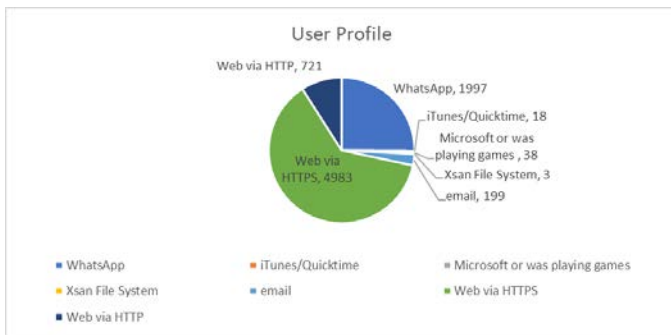 User Profile
Web via HTTP, 721
WhatsApp, 1997
iTunes/Quicktime, 18
Microsoft or was
playing games , 38
Xsan File System, 3
email, 199
Web via
HTTPS, 4983
WhatsApp
iTunes/Quicktime
Microsoft or was playing games
Xsan File System
email
Web via HTTPS
Web via HTTP